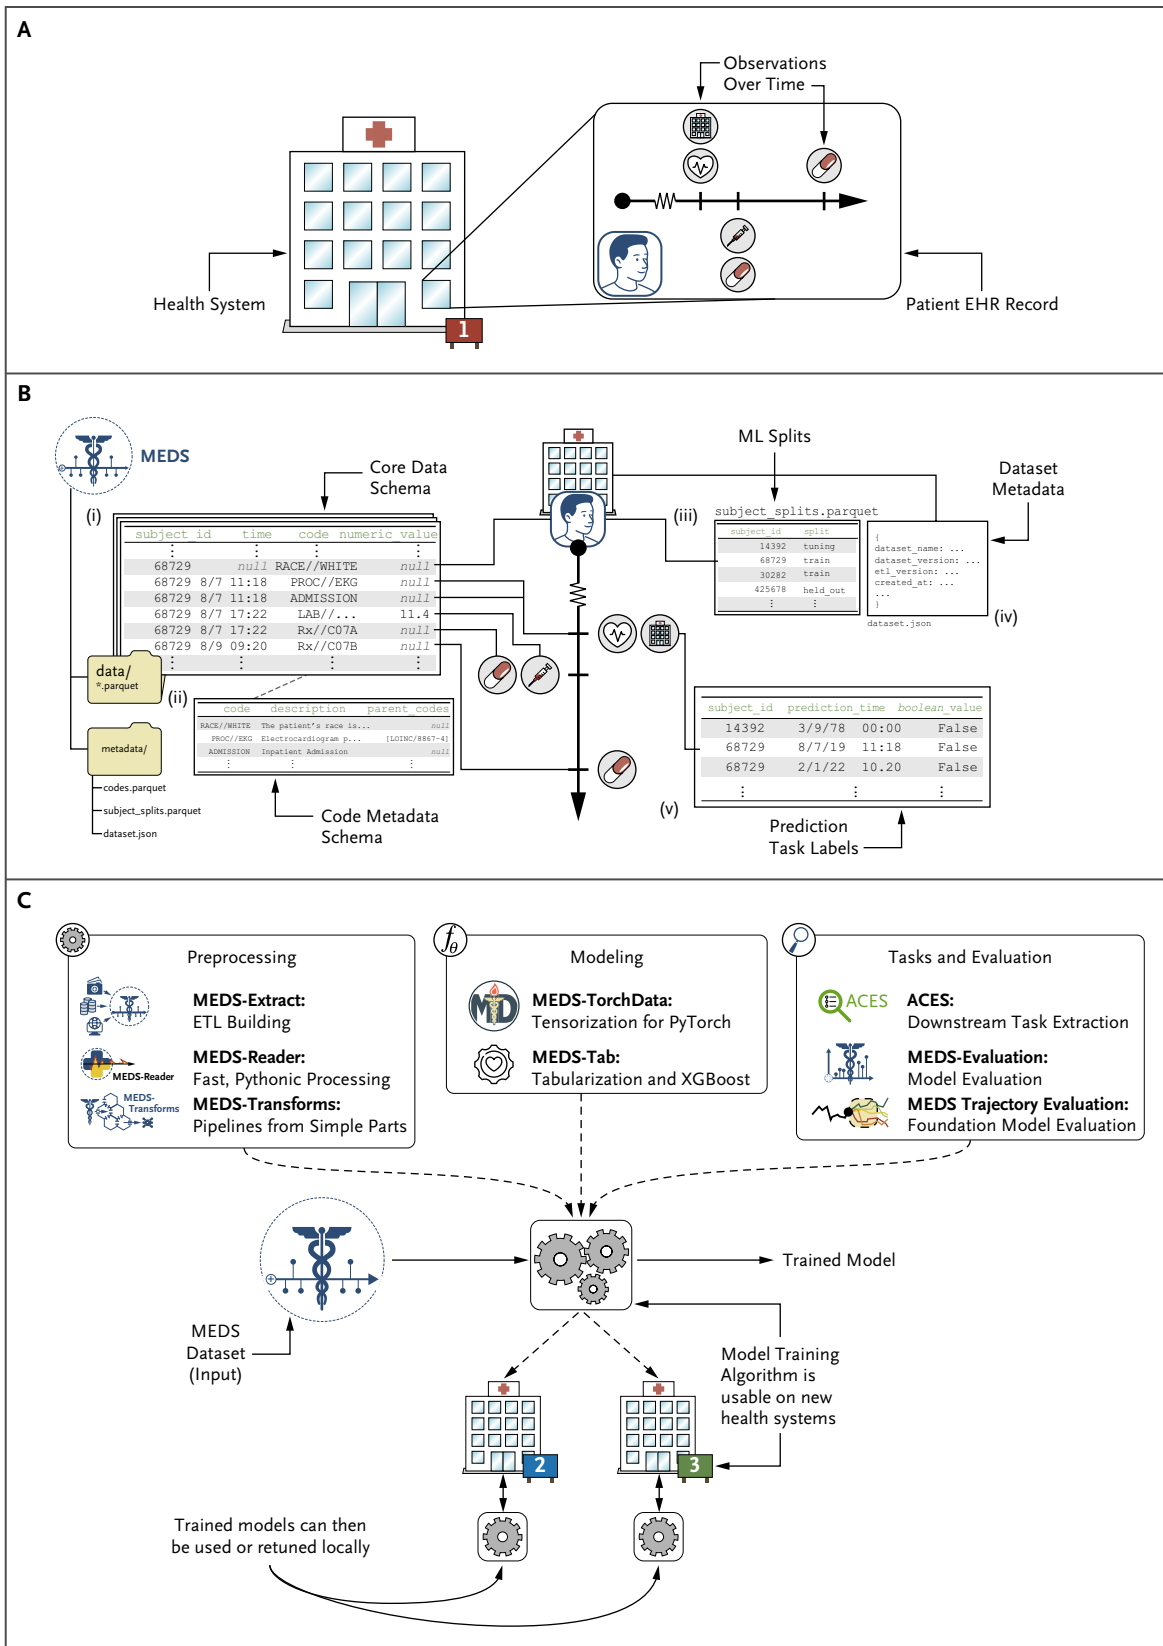 A
Observations
Over Time
Health System
Patient EHR Record
1
B
MEDS
Core Data
Schema
ML Splits
Dataset
Metadata
(i)
subject_id time code numeric_value
68729 null RACE//WHITE null
68729 8/7 11:18 PROC//EKG null
68729 8/7 11:18 ADMISSION null
68729 8/7 17:22 LAB//... 11.4
68729 8/7 17:22 Rx//C07A null
68729 8/9 09:20 Rx//C07B null
data/
*.parquet
metadata/
codes.parquet
subject_splits.parquet
dataset.json
(ii)
code description parent_codes
RACE//WHITE The patient's race is... null
PROC//EKG Electrocardiogram p... [LOINC/8867-4]
ADMISSION Inpatient Admission null
Code Metadata
Schema
(iii)
subject_splits.parquet
subject_id split
14392 tuning
68729 train
30282 train
425678 held_out
{
dataset_name: ...
dataset_version: ...
etl_version: ...
created_at: ...
...
}
dataset.json
(iv)
subject_id prediction_time boolean_value
14392 3/9/78 00:00 False
68729 8/7/19 11:18 False
68729 2/1/22 10.20 False
(v)
Prediction
Task Labels
C
Preprocessing
MEDS-Extract:
ETL Building
MEDS-Reader
MEDS-Reader:
Fast, Pythonic Processing
MEDS-
Transforms
MEDS-Transforms:
Pipelines from Simple Parts
fθ
Modeling
MD
MEDS-TorchData:
Tensorization for PyTorch
MEDS-Tab:
Tabularization and XGBoost
Tasks and Evaluation
ACES
ACES:
Downstream Task Extraction
MEDS-Evaluation:
Model Evaluation
MEDS Trajectory Evaluation:
Foundation Model Evaluation
Trained Model
MEDS
Dataset
(Input)
Model Training
Algorithm is
usable on new
health systems
2
3
Trained models can then
be used or retuned locally